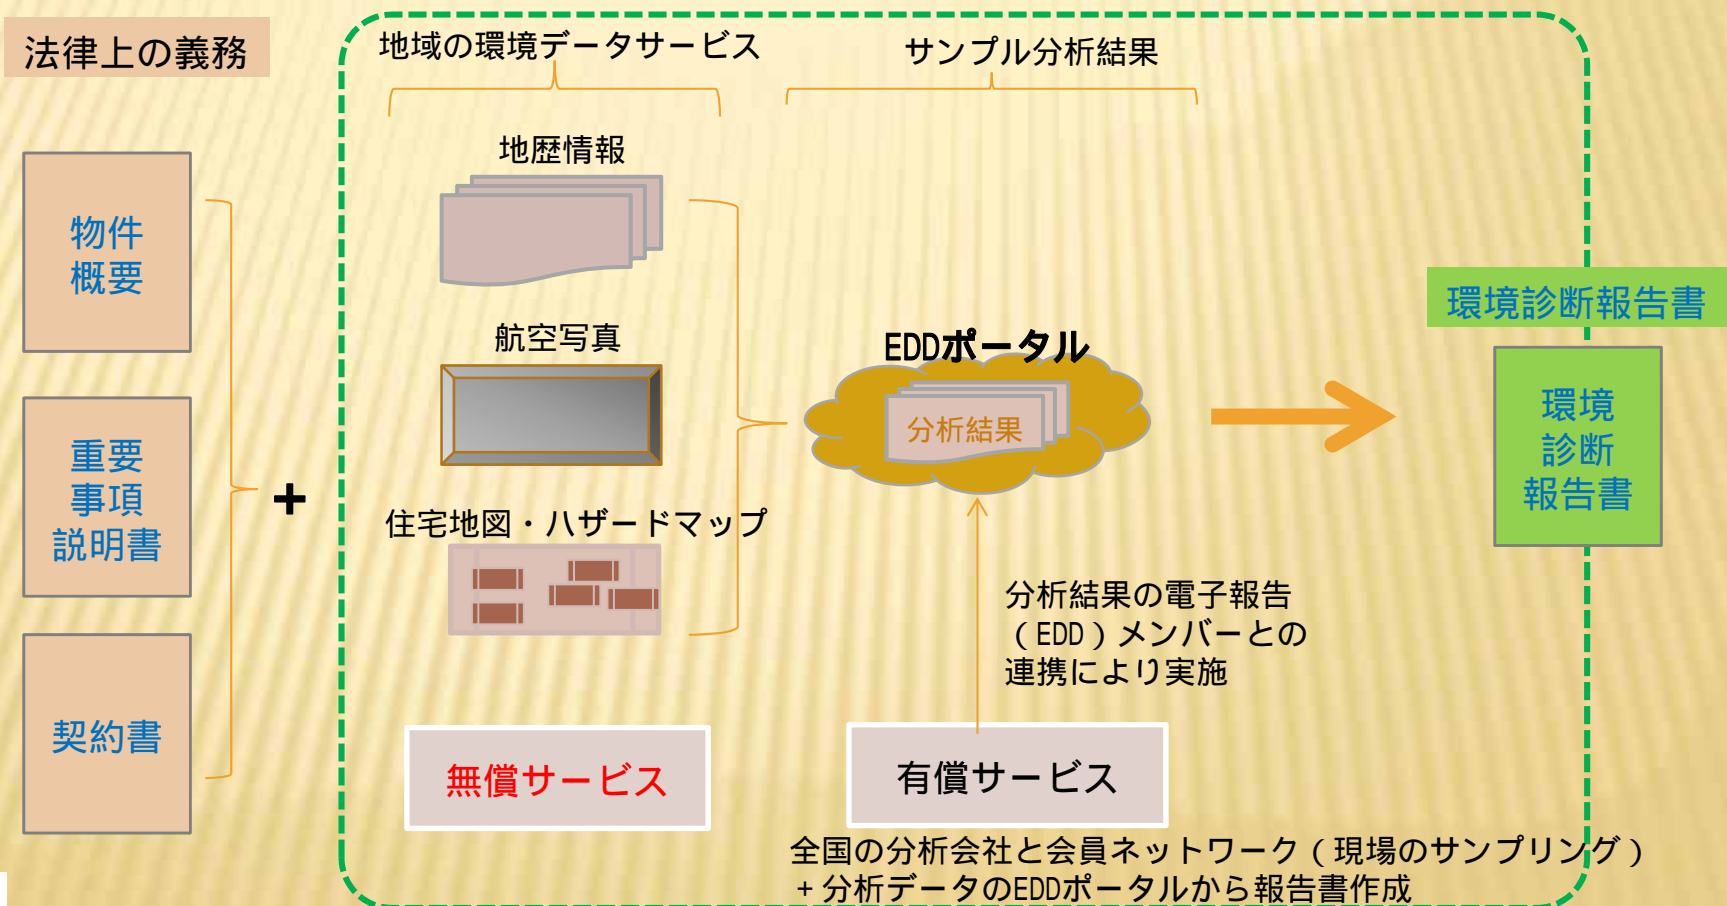 法律上の義務
地域の環境データサービス
サンプル分析結果
地歴情報
物件
概要
航空写真
重要
事項
説明書
住宅地図・ハザードマップ
契約書
+
EDDポータル
分析結果
環境診断報告書
環境
診断
報告書
分析結果の電子報告
（EDD）メンバーとの
連携により実施
無償サービス
有償サービス
全国の分析会社と会員ネットワーク（現場のサンプリング）
+分析データのEDDポータルから報告書作成